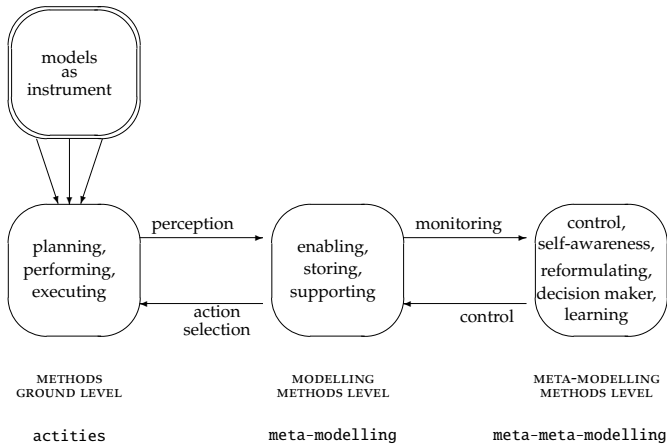 models
as
instrument
planning,
performing,
executing
perception
action
selection
enabling,
storing,
supporting
monitoring
control
control,
self-awareness,
reformulating,
decision maker,
learning
METHODS
GROUND LEVEL
MODELLING
METHODS LEVEL
META-MODELLING
METHODS LEVEL
actities
meta-modelling
meta-meta-modelling